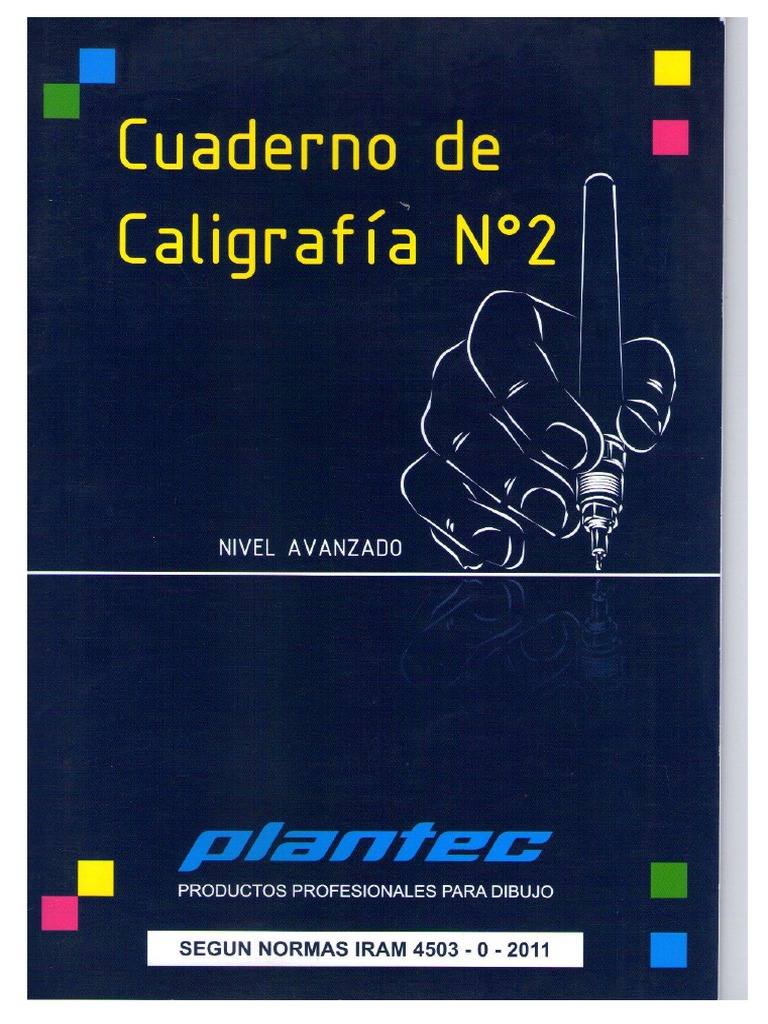 Cuaderno de
Caligrafía N°2
NIVEL AVANZADO
plantec
PRODUCTOS PROFESIONALES PARA DIBUJO
SEGUN NORMAS IRAM 4503 - 0 - 2011